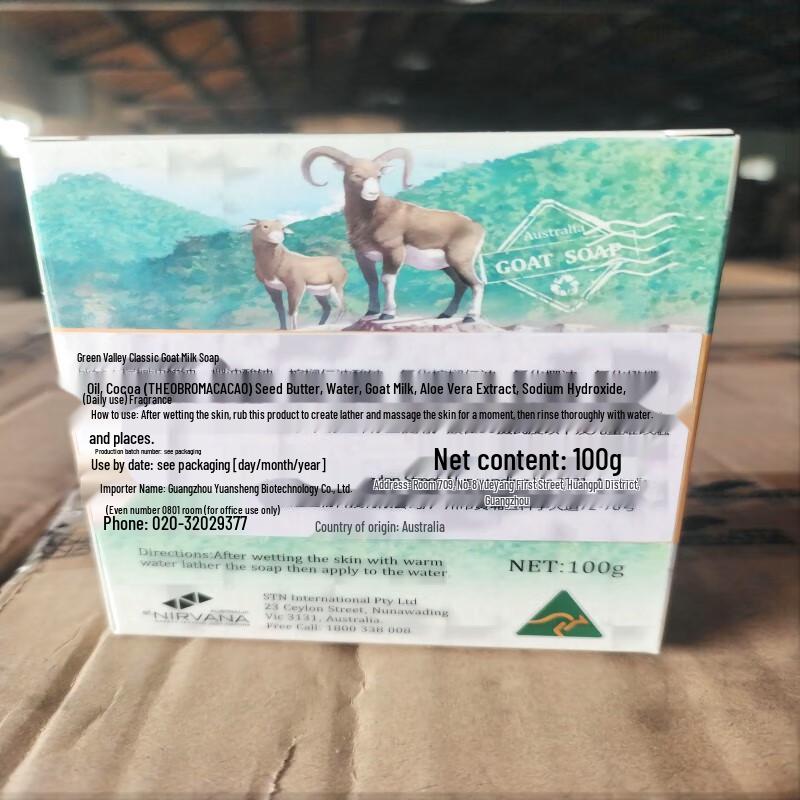 Australia
GOAT SOAP
Green Valley Classic Goat Milk Soap
Oil, Cocoa (THEOBROMACACAO) Seed Butter, Water, Goat Milk, Aloe Vera Extract, Sodium Hydroxide,
(Daily use) Fragrance
How to use: After wetting the skin, rub this product to create lather and massage the skin for a moment, then rinse thoroughly with water.
and places.
Production batch number: see packaging
Use by date: see packaging [day/month/year]
Net content: 100g
Importer Name: Guangzhou Yuansheng Biotechnology Co., Ltd.
Address: Room 709, No. 8 Yueyang First Street, Huangpu District,
Guangzhou
(Even number 0801 room (for office use only)
Phone: 020-32029377
Country of origin: Australia
Directions:After wetting the skin with warm
water lather the soap then apply to the water
NET:100g
NIRVANA
STN International Pty Ltd
23 Ceylon Street, Nunawading
Vic 3131, Australia.
Free Call: 1800 338 008